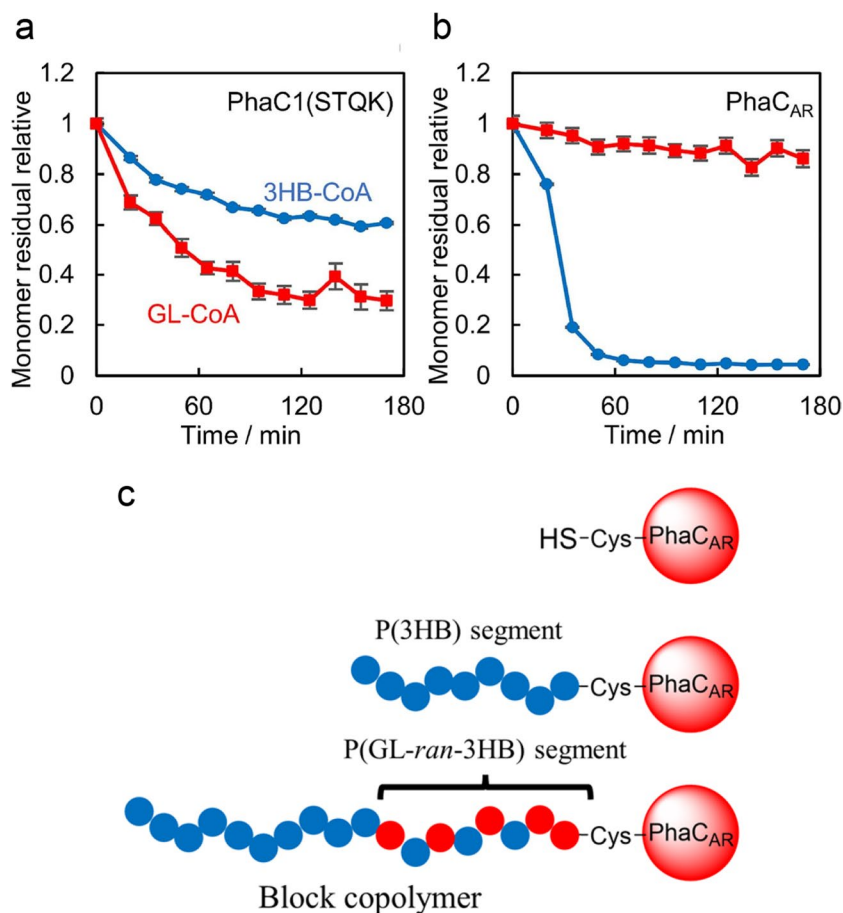 a
Monomer residual relative
1.2
1
0.8
0.6
0.4
0.2
0
PhaC1(STQK)
3HB-CoA
GL-CoA
0 60 120 180
Time / min
b
Monomer residual relative
1.2
1
0.8
0.6
0.4
0.2
0
PhaCAR
0 60 120 180
Time / min
c
HS-Cys-PhaCAR
P(3HB) segment
-Cys-PhaCAR
P(GL-ran-3HB) segment
-Cys-PhaCAR
Block copolymer